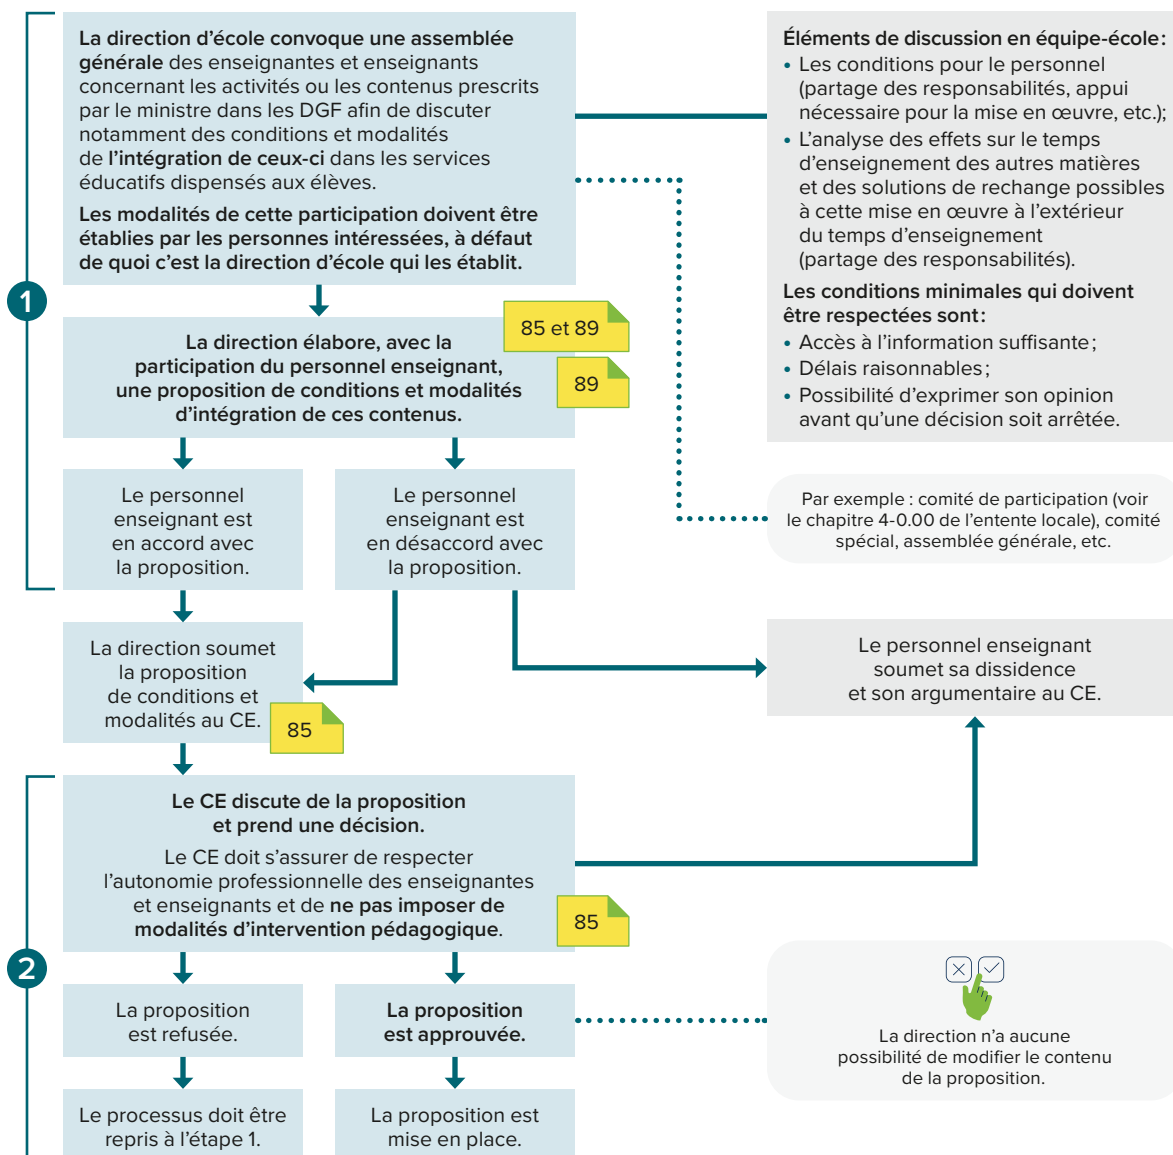 La direction d’école convoque une assemblée
générale des enseignantes et enseignants
concernant les activités ou les contenus prescrits
par le ministre dans les DGF afin de discuter
notamment des conditions et modalités
de l’intégration de ceux-ci dans les services
éducatifs dispensés aux élèves.
Les modalités de cette participation doivent être
établies par les personnes intéressées, à défaut
de quoi c’est la direction d’école qui les établit.
Éléments de discussion en équipe-école :
• Les conditions pour le personnel
(partage des responsabilités, appui
nécessaire pour la mise en œuvre, etc.);
• L’analyse des effets sur le temps
d’enseignement des autres matières
et des solutions de rechange possibles
à cette mise en œuvre à l’extérieur
du temps d’enseignement
(partage des responsabilités).
Les conditions minimales qui doivent
être respectées sont :
• Accès à l’information suffisante ;
• Délais raisonnables ;
• Possibilité d’exprimer son opinion
avant qu’une décision soit arrêtée.
1
La direction élabore, avec la
participation du personnel enseignant,
une proposition de conditions et modalités
d’intégration de ces contenus.
85 et 89
89
Le personnel
enseignant est
en accord avec
la proposition.
Le personnel
enseignant est
en désaccord avec
la proposition.
Par exemple : comité de participation (voir
le chapitre 4-0.00 de l’entente locale), comité
spécial, assemblée générale, etc.
La direction soumet
la proposition
de conditions et
modalités au CE.
85
Le personnel enseignant
soumet sa dissidence
et son argumentaire au CE.
2
Le CE discute de la proposition
et prend une décision.
Le CE doit s’assurer de respecter
l’autonomie professionnelle des enseignantes
et enseignants et de ne pas imposer de
modalités d’intervention pédagogique.
85
La proposition
est refusée.
La proposition
est approuvée.
La direction n’a aucune
possibilité de modifier le contenu
de la proposition.
Le processus doit être
repris à l’étape 1.
La proposition est
mise en place.